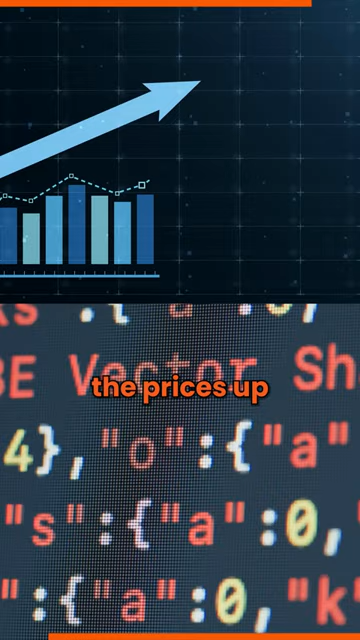 BE Vector Sh
the prices up
4},"o":{"a"
"s":{"a":0,
":{"a":0,"k"